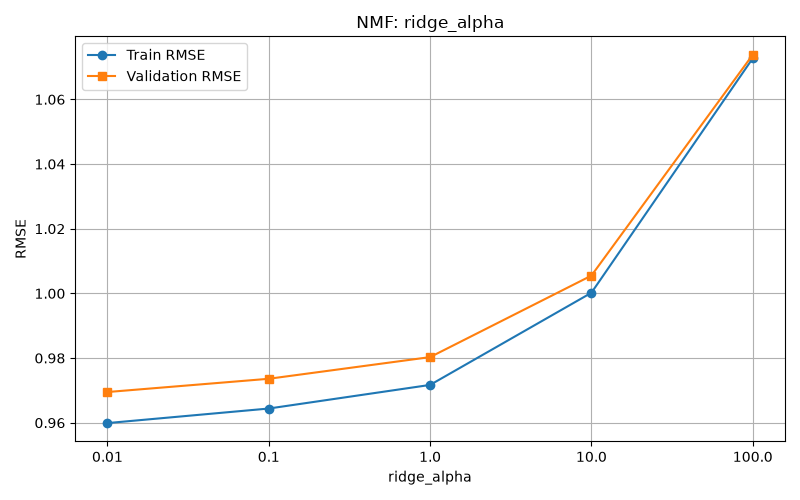 NMF: ridge_alpha
Train RMSE
Validation RMSE
RMSE
1.06
1.04
1.02
1.00
0.98
0.96
0.01 0.1 1.0 10.0 100.0
ridge_alpha